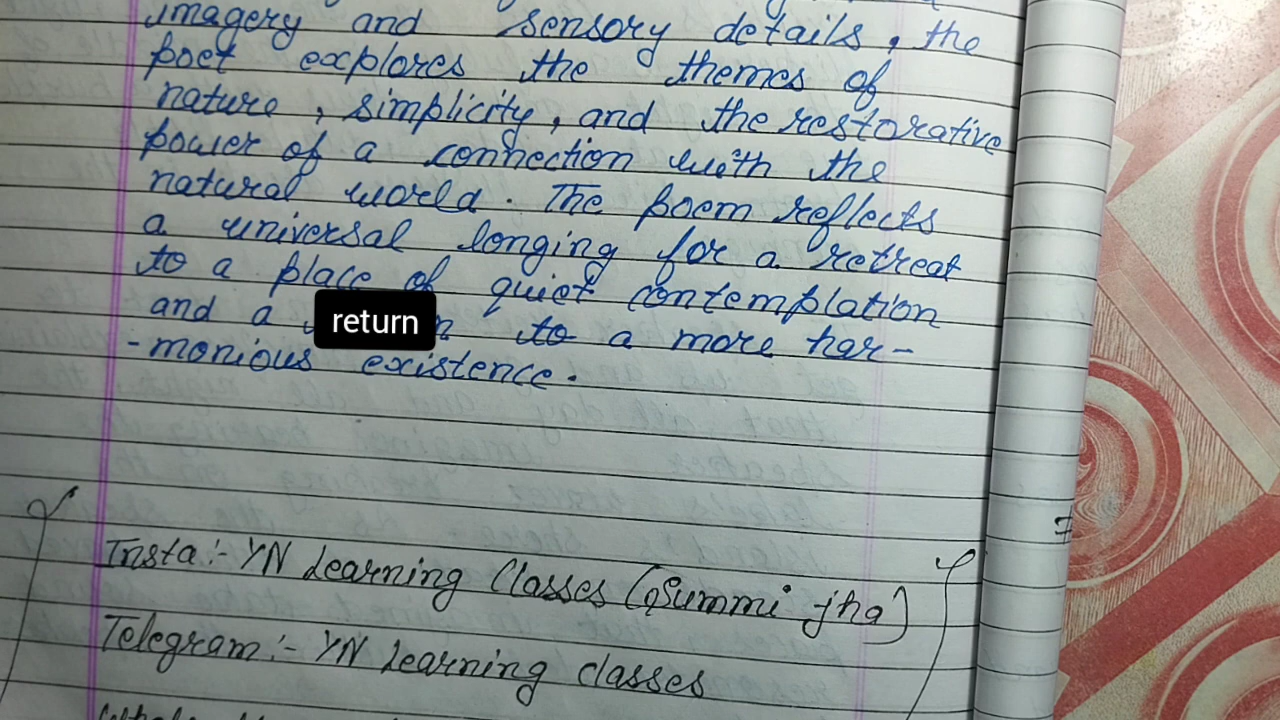 imagery and sensory details, the
poet explores the themes of
nature, simplicity, and the restorative
power of a connection with the
natural world. The poem reflects
a universal longing for a retreat
to a place of quiet contemplation
and a return to a more har-
-monious existence.
Insta:- YN Learning Classes (Summi jha)
Telegram:- YN Learning classes